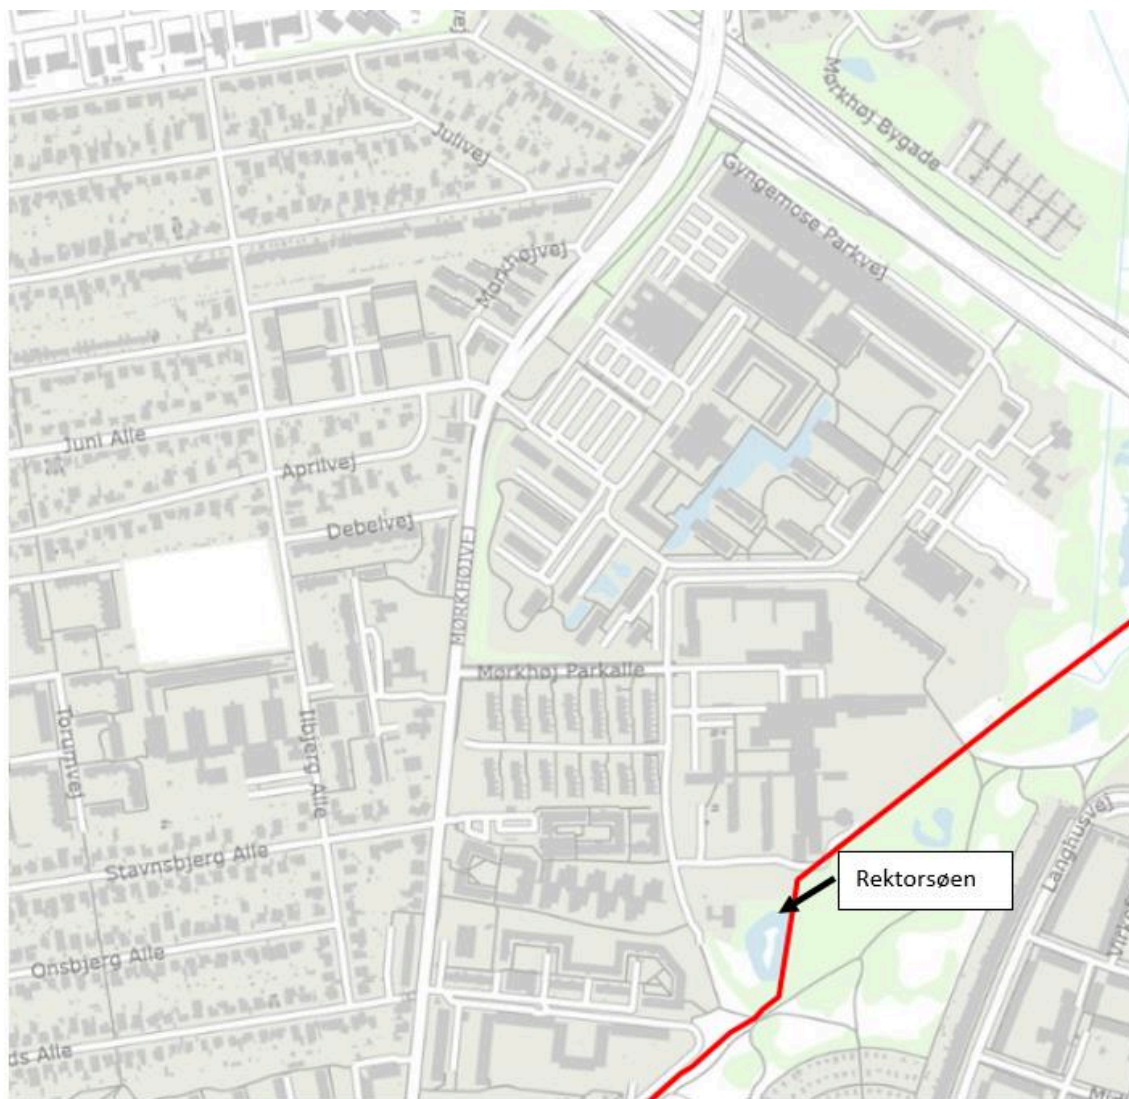 Mørkhøj Bygade
Julivej
Gyngemose Parkvej
Mørkhøjvej
Juni Alle
Aprilvej
Debelvej
MØRKHØJVEJ
Mørkhøj Parkalle
Torumvej
Ilbjerg Alle
Langhusvej
Stavnsbjerg Alle
Rektorsøen
Onsbjerg Alle
ds Alle